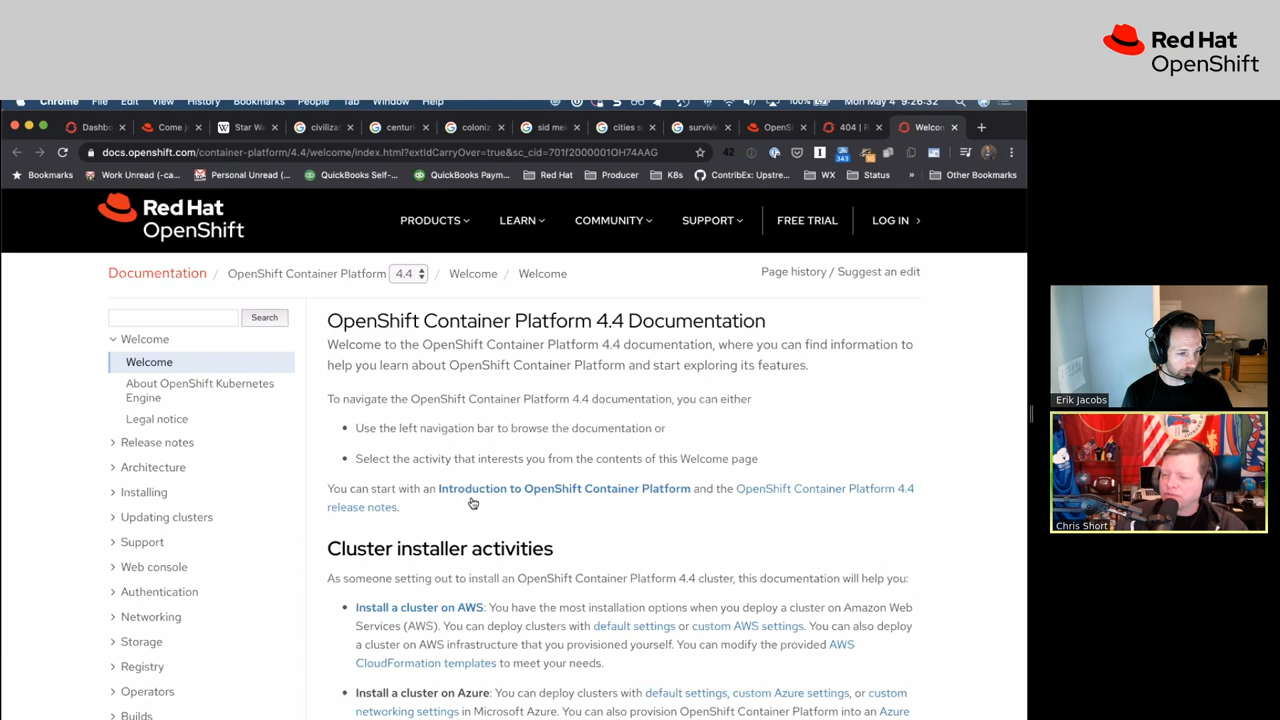 Red Hat
OpenShift
Chrome File Edit View History Bookmarks People Tab Window Help 100% Mon May 4 9:26:32
Dashbo Come j Star Wa civiliza centur coloniz sid mei cities s survivin OpenSh 404 | R Welcon
docs.openshift.com/container-platform/4.4/welcome/index.html?extIdCarryOver=true&sc_cid=701f2000001OH74AAG 42 343
Bookmarks Work Unread (-ca... Personal Unread (... QuickBooks Self-... QuickBooks Paym... Red Hat Producer K8s ContribEx: Upstre... WX Status » Other Bookmarks
Red Hat
OpenShift
PRODUCTS LEARN COMMUNITY SUPPORT FREE TRIAL LOG IN
Documentation / OpenShift Container Platform 4.4 / Welcome / Welcome
Page history / Suggest an edit
Search
Welcome
Welcome
About OpenShift Kubernetes
Engine
Legal notice
Release notes
Architecture
Installing
Updating clusters
Support
Web console
Authentication
Networking
Storage
Registry
Operators
Builds
OpenShift Container Platform 4.4 Documentation
Welcome to the OpenShift Container Platform 4.4 documentation, where you can find information to
help you learn about OpenShift Container Platform and start exploring its features.
To navigate the OpenShift Container Platform 4.4 documentation, you can either
• Use the left navigation bar to browse the documentation or
• Select the activity that interests you from the contents of this Welcome page
You can start with an Introduction to OpenShift Container Platform and the OpenShift Container Platform 4.4
release notes.
Cluster installer activities
As someone setting out to install an OpenShift Container Platform 4.4 cluster, this documentation will help you:
• Install a cluster on AWS: You have the most installation options when you deploy a cluster on Amazon Web
Services (AWS). You can deploy clusters with default settings or custom AWS settings. You can also deploy
a cluster on AWS infrastructure that you provisioned yourself. You can modify the provided AWS
CloudFormation templates to meet your needs.
• Install a cluster on Azure: You can deploy clusters with default settings, custom Azure settings, or custom
networking settings in Microsoft Azure. You can also provision OpenShift Container Platform into an Azure
Erik Jacobs
Chris Short